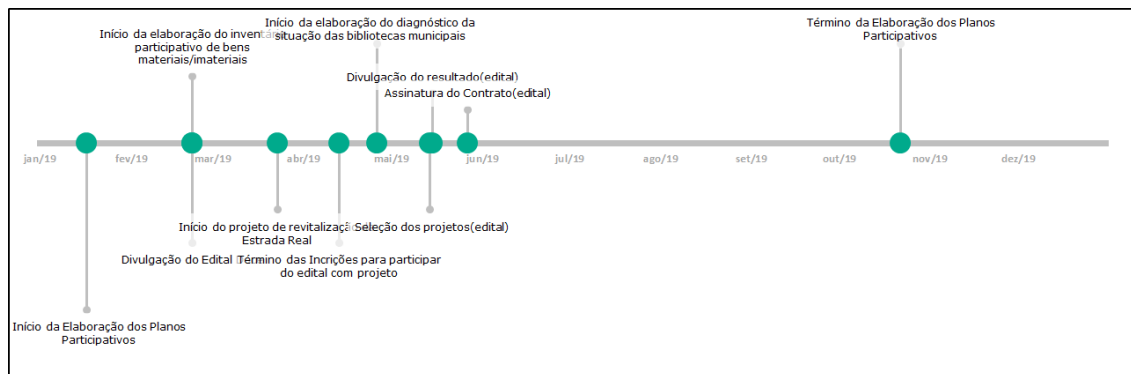 Início da elaboração do inventário
participativo de bens
materiais/imateriais
Início da elaboração do diagnóstico da
situação das bibliotecas municipais
Divulgação do resultado(edital)
Assinatura do Contrato(edital)
Término da Elaboração dos Planos
Participativos
jan/19
fev/19
mar/19
abr/19
mai/19
jun/19
jul/19
ago/19
set/19
out/19
nov/19
dez/19
Início do projeto de revitalização
Estrada Real
Seleção dos projetos(edital)
Divulgação do Edital
Término das Incrições para participar
do edital com projeto
Início da Elaboração dos Planos
Participativos